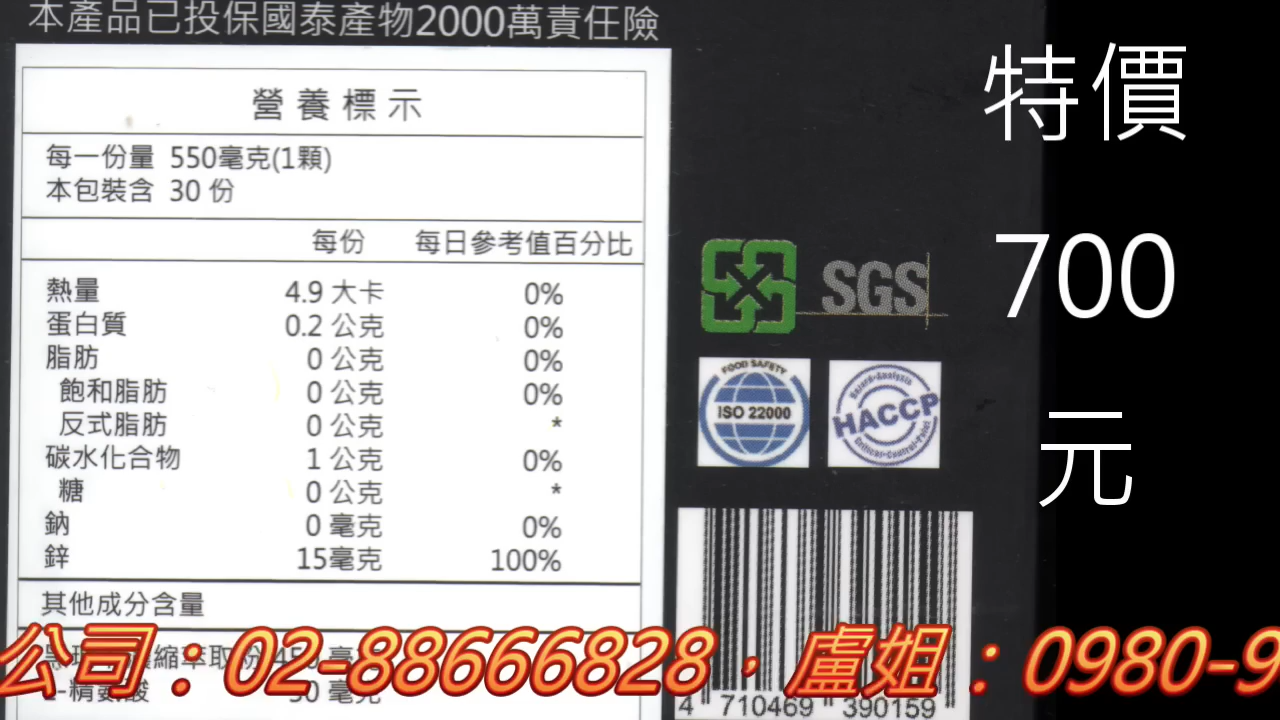 本產品已投保國泰產物2000萬責任險
營養標示
每一份量 550毫克(1顆)
本包裝含 30 份
每份 每日參考值百分比
熱量 4.9 大卡 0%
蛋白質 0.2 公克 0%
脂肪 0 公克 0%
飽和脂肪 0 公克 0%
反式脂肪 0 公克 *
碳水化合物 1 公克 0%
糖 0 公克 *
鈉 0 毫克 0%
鋅 15毫克 100%
其他成分含量
特價
700
元
SGS
FOOD SAFETY
ISO 22000
Hazard-Analysis
HACCP
Critical-Control-Point
公司：02-88666828，盧姐：0980-9
4 710469 390159